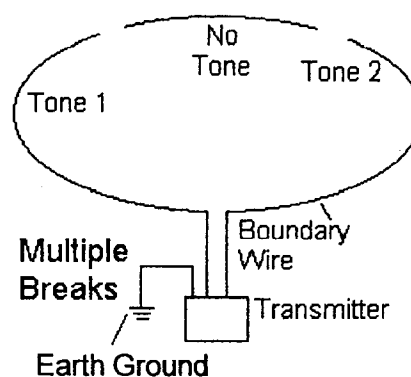 No
Tone
Tone 1
Tone 2
Boundary
Wire
Multiple
Breaks
Transmitter
Earth Ground